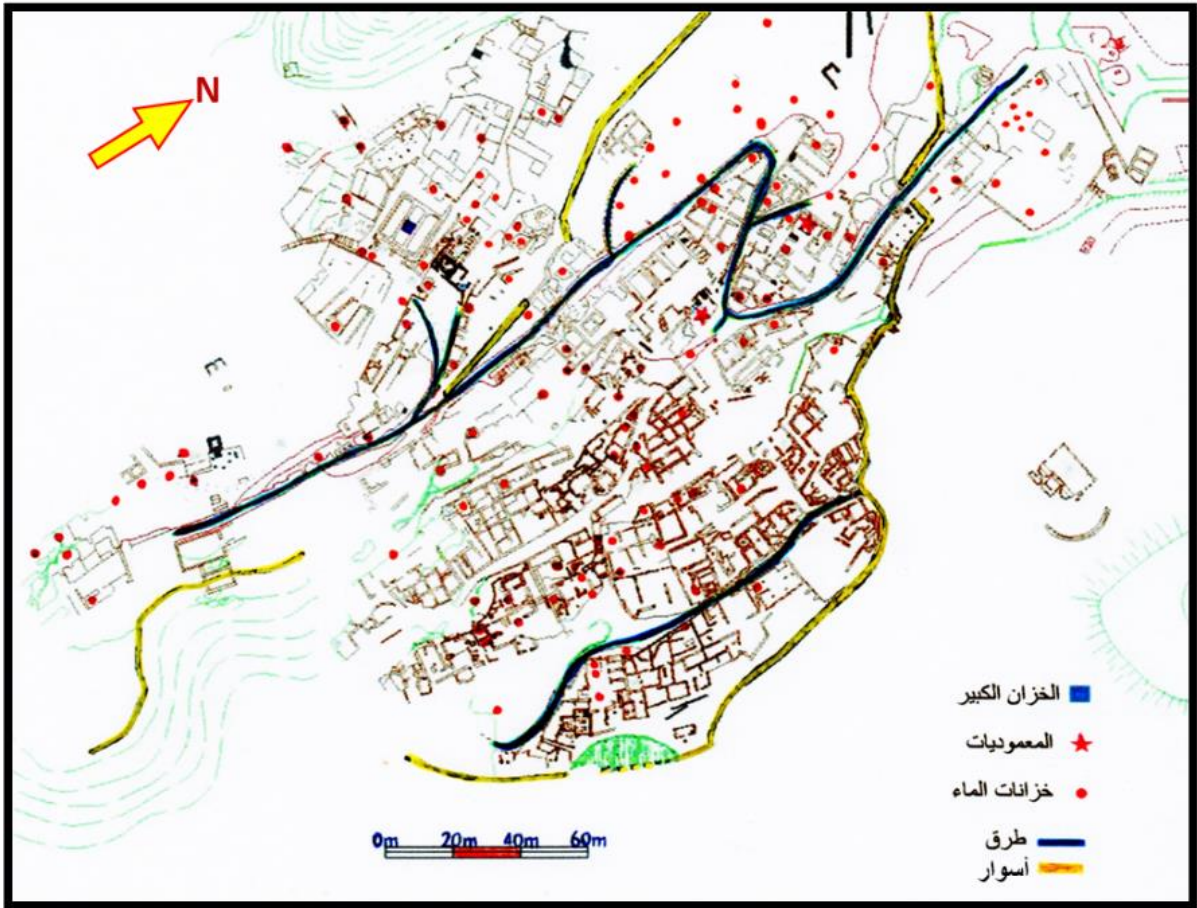 N
الخزان الكبير
المعموديات
خزانات الماء
طرق
أسوار
0m 20m 40m 60m